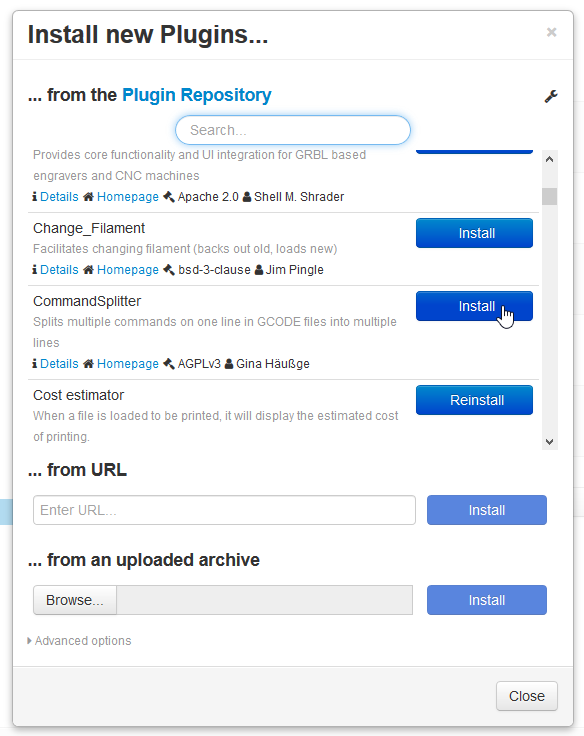 Install new Plugins...
×
... from the Plugin Repository
Search...
Provides core functionality and UI integration for GRBL based
engravers and CNC machines
Details Homepage Apache 2.0 Shell M. Shrader
Change_Filament
Install
Facilitates changing filament (backs out old, loads new)
Details Homepage bsd-3-clause Jim Pingle
CommandSplitter
Install
Splits multiple commands on one line in GCODE files into multiple
lines
Details Homepage AGPLv3 Gina Häußge
Cost estimator
Reinstall
When a file is loaded to be printed, it will display the estimated cost
of printing.
... from URL
Enter URL...
Install
... from an uploaded archive
Browse...
Install
Advanced options
Close